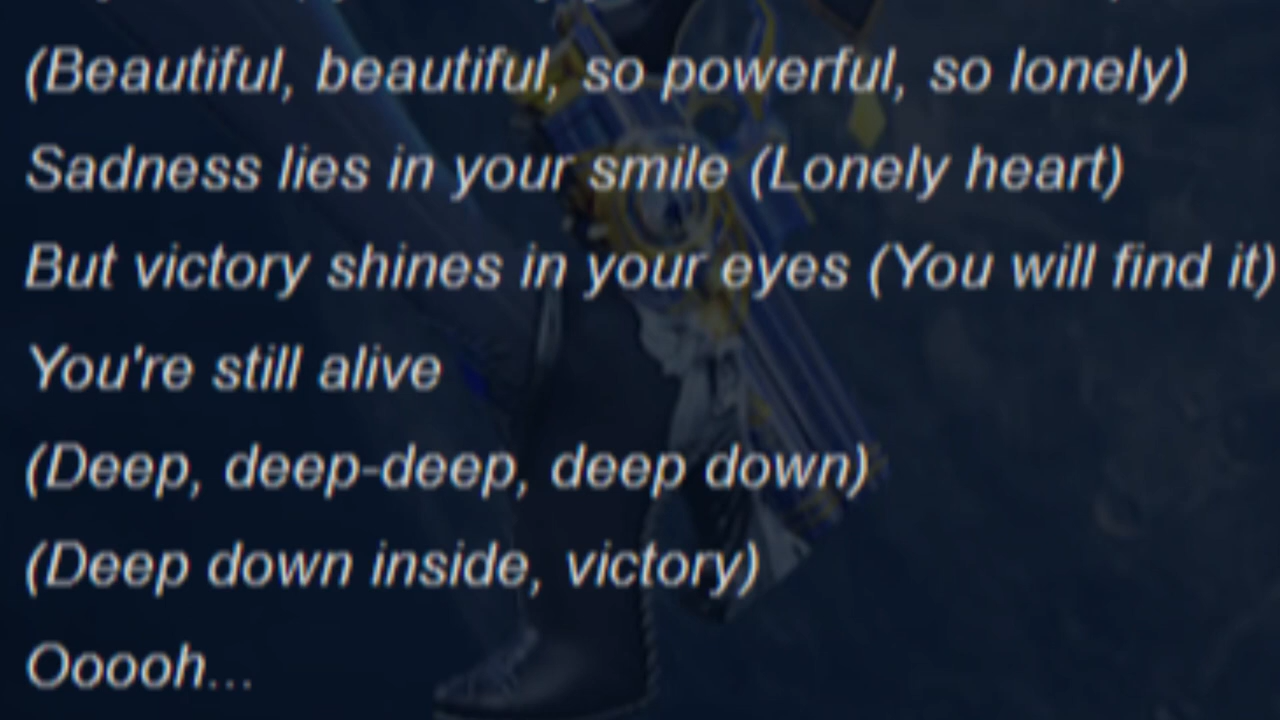 (Beautiful, beautiful, so powerful, so lonely)
Sadness lies in your smile (Lonely heart)
But victory shines in your eyes (You will find it)
You're still alive
(Deep, deep-deep, deep down)
(Deep down inside, victory)
Ooooh...